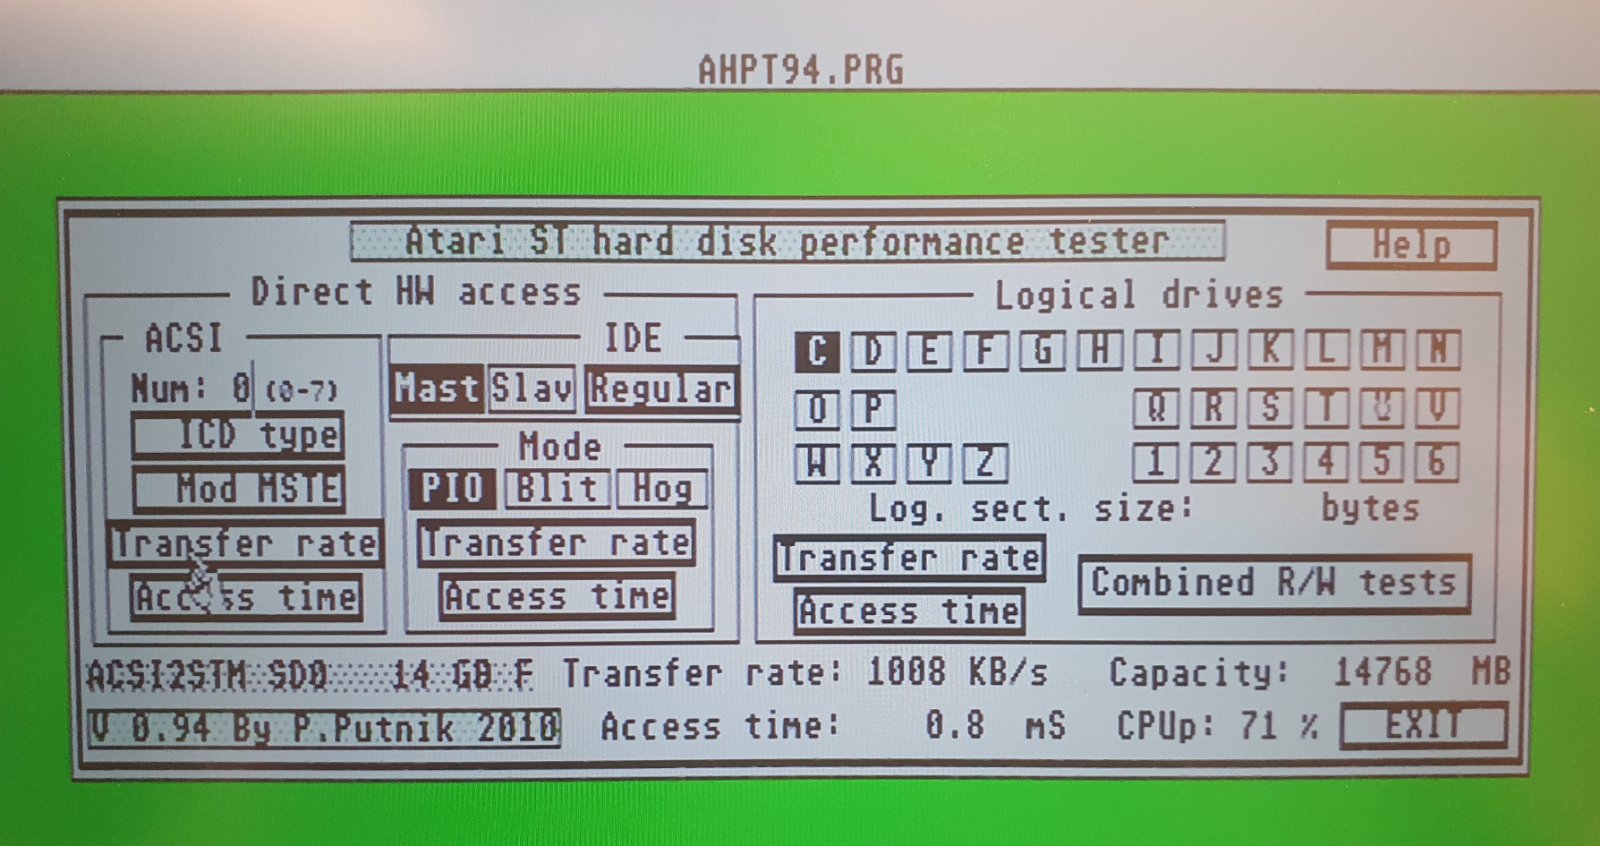 AHPT94.PRG
Atari ST hard disk performance tester
Help
Direct HW access
ACSI
Num: 0 (0-7)
ICD type
Mod MSTE
Transfer rate
Access time
IDE
Mast Slav Regular
Mode
PIO Blit Hog
Transfer rate
Access time
Logical drives
C D E F G H I J K L M N
O P Q R S T U V
W X Y Z 1 2 3 4 5 6
Log. sect. size: bytes
Transfer rate
Access time
Combined R/W tests
ACSI2STM SD0 14 GB F Transfer rate: 1008 KB/s Capacity: 14768 MB
V 0.94 By P.Putnik 2010 Access time: 0.8 mS CPUp: 71 % EXIT